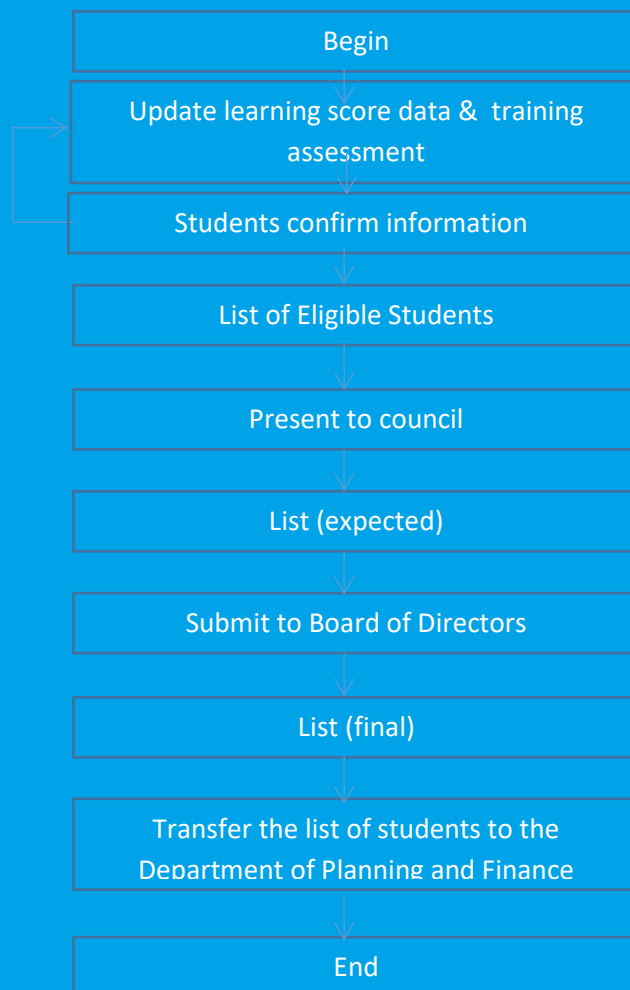 Begin
Update learning score data & training
assessment
Students confirm information
List of Eligible Students
Present to council
List (expected)
Submit to Board of Directors
List (final)
Transfer the list of students to the
Department of Planning and Finance
End